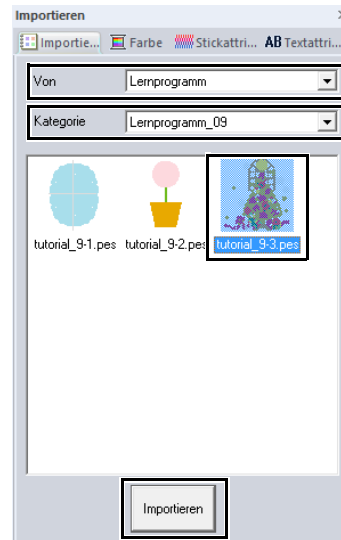 Importieren
Importie... Farbe Stickattri... AB Textattri...
Von Lernprogramm
Kategorie Lernprogramm_09
tutorial_9-1.pes tutorial_9-2.pes tutorial_9-3.pes
Importieren